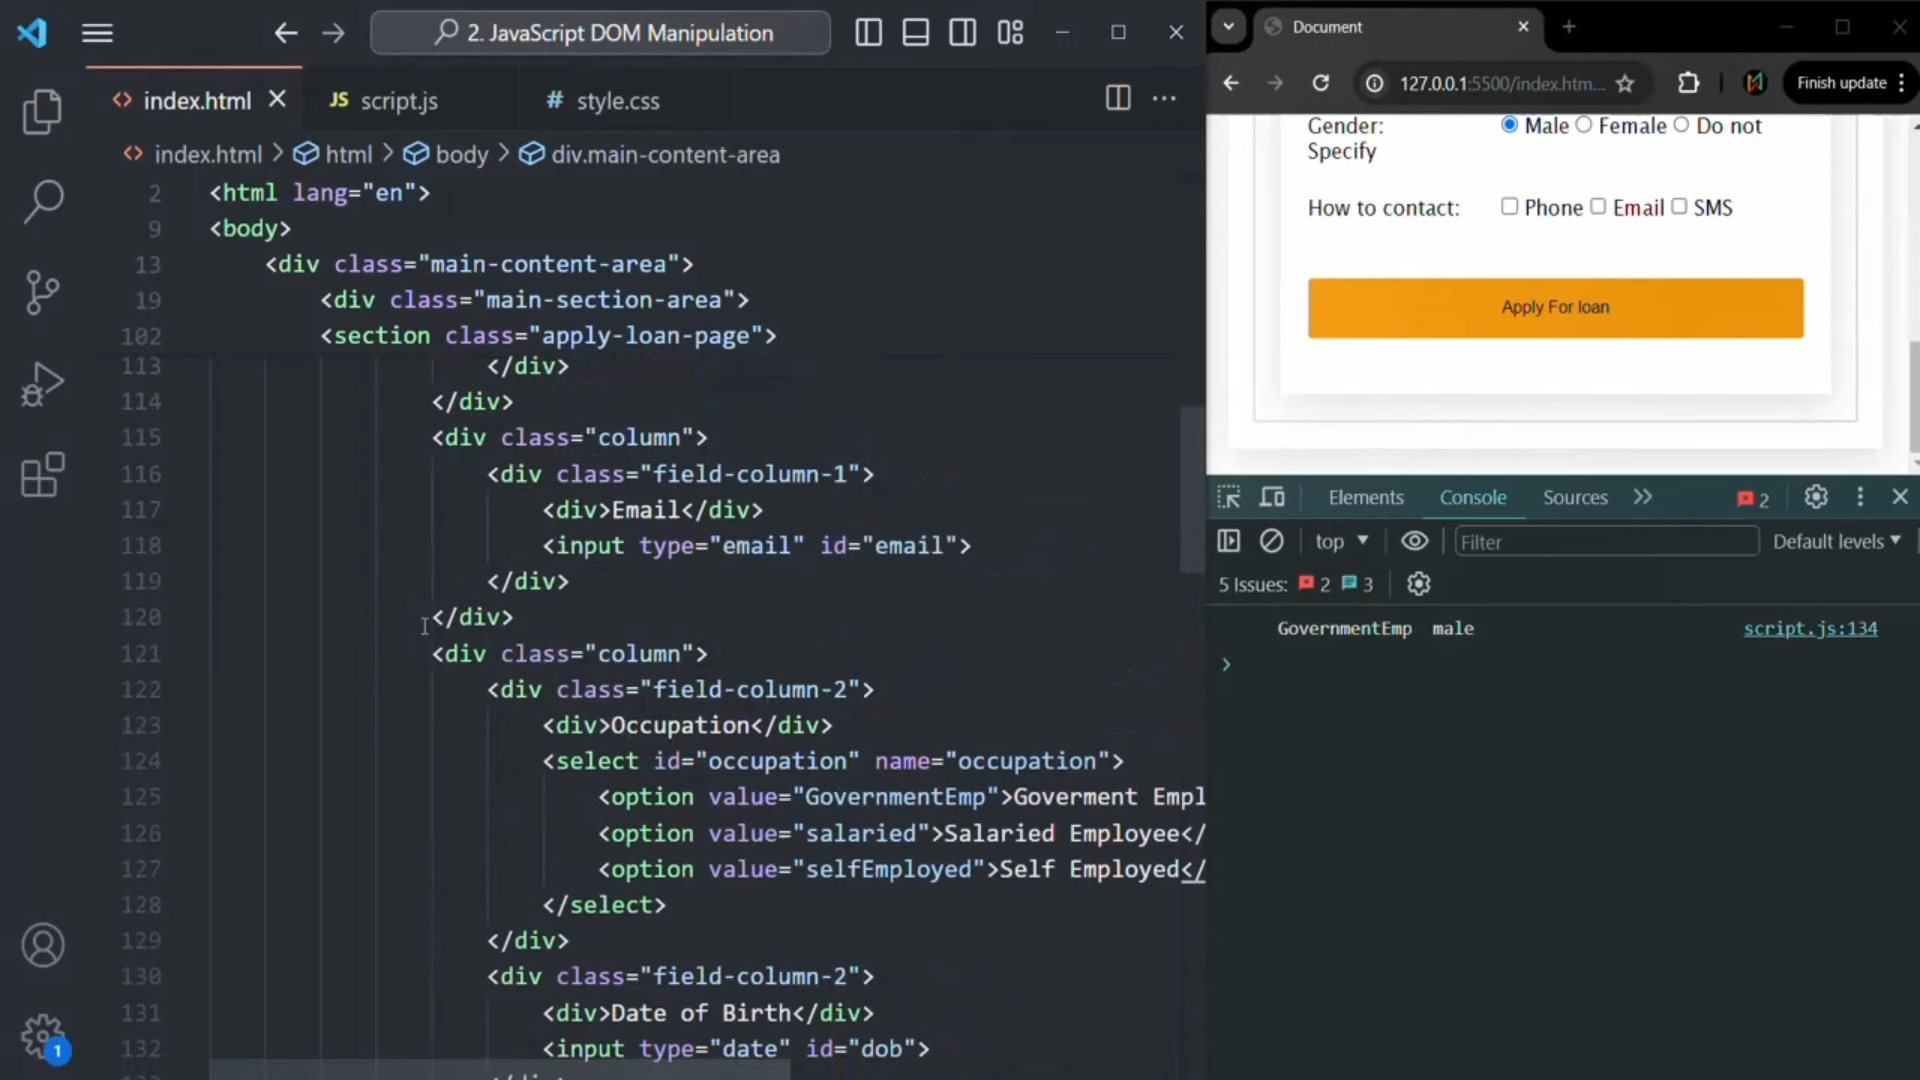 2. JavaScript DOM Manipulation
index.html
JS script.js
# style.css
index.html > html > body > div.main-content-area
2 <html lang="en">
9 <body>
13 <div class="main-content-area">
19 <div class="main-section-area">
102 <section class="apply-loan-page">
113 </div>
114 </div>
115 <div class="column">
116 <div class="field-column-1">
117 <div>Email</div>
118 <input type="email" id="email">
119 </div>
120 </div>
121 <div class="column">
122 <div class="field-column-2">
123 <div>Occupation</div>
124 <select id="occupation" name="occupation">
125 <option value="GovernmentEmp">Goverment Empl
126 <option value="salaried">Salaried Employee</
127 <option value="selfEmployed">Self Employed</
128 </select>
129 </div>
130 <div class="field-column-2">
131 <div>Date of Birth</div>
132 <input type="date" id="dob">
1
Document
127.0.0.1:5500/index.htm...
Finish update
Gender: Male Female Do not
Specify
How to contact: Phone Email SMS
Apply For loan
Elements Console Sources 2
top Filter Default levels
5 Issues: 2 3
GovernmentEmp male script.js:134